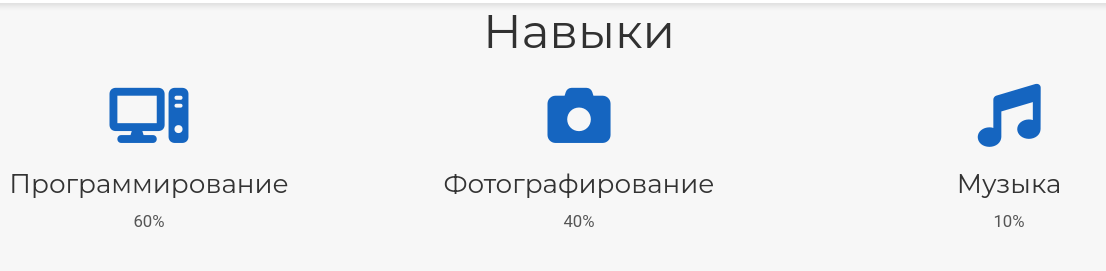 Навыки
Программирование
60%
Фотографирование
40%
Музыка
10%